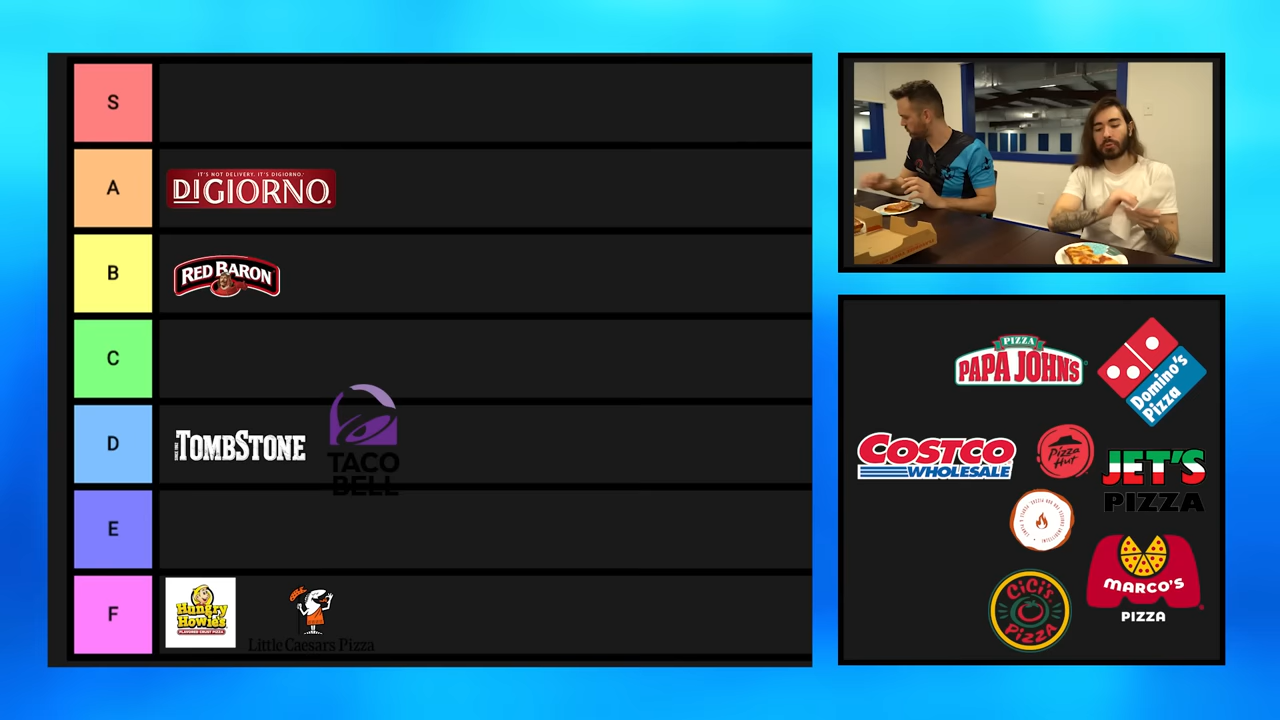 S
A
IT'S NOT DELIVERY. IT'S DIGIORNO.
DIGIORNO
B
RED BARON
C
D
TOMBSTONE
TACO
BELL
E
F
Hungry
Howie's
FLAVORED CRUST PIZZA
Little Caesars Pizza
PIZZA
PAPA JOHN'S
Domino's
Pizza
COSTCO
WHOLESALE
Pizza
Hut
JET'S
PIZZA
MARCO'S
PIZZA
CiCi's
Pizza